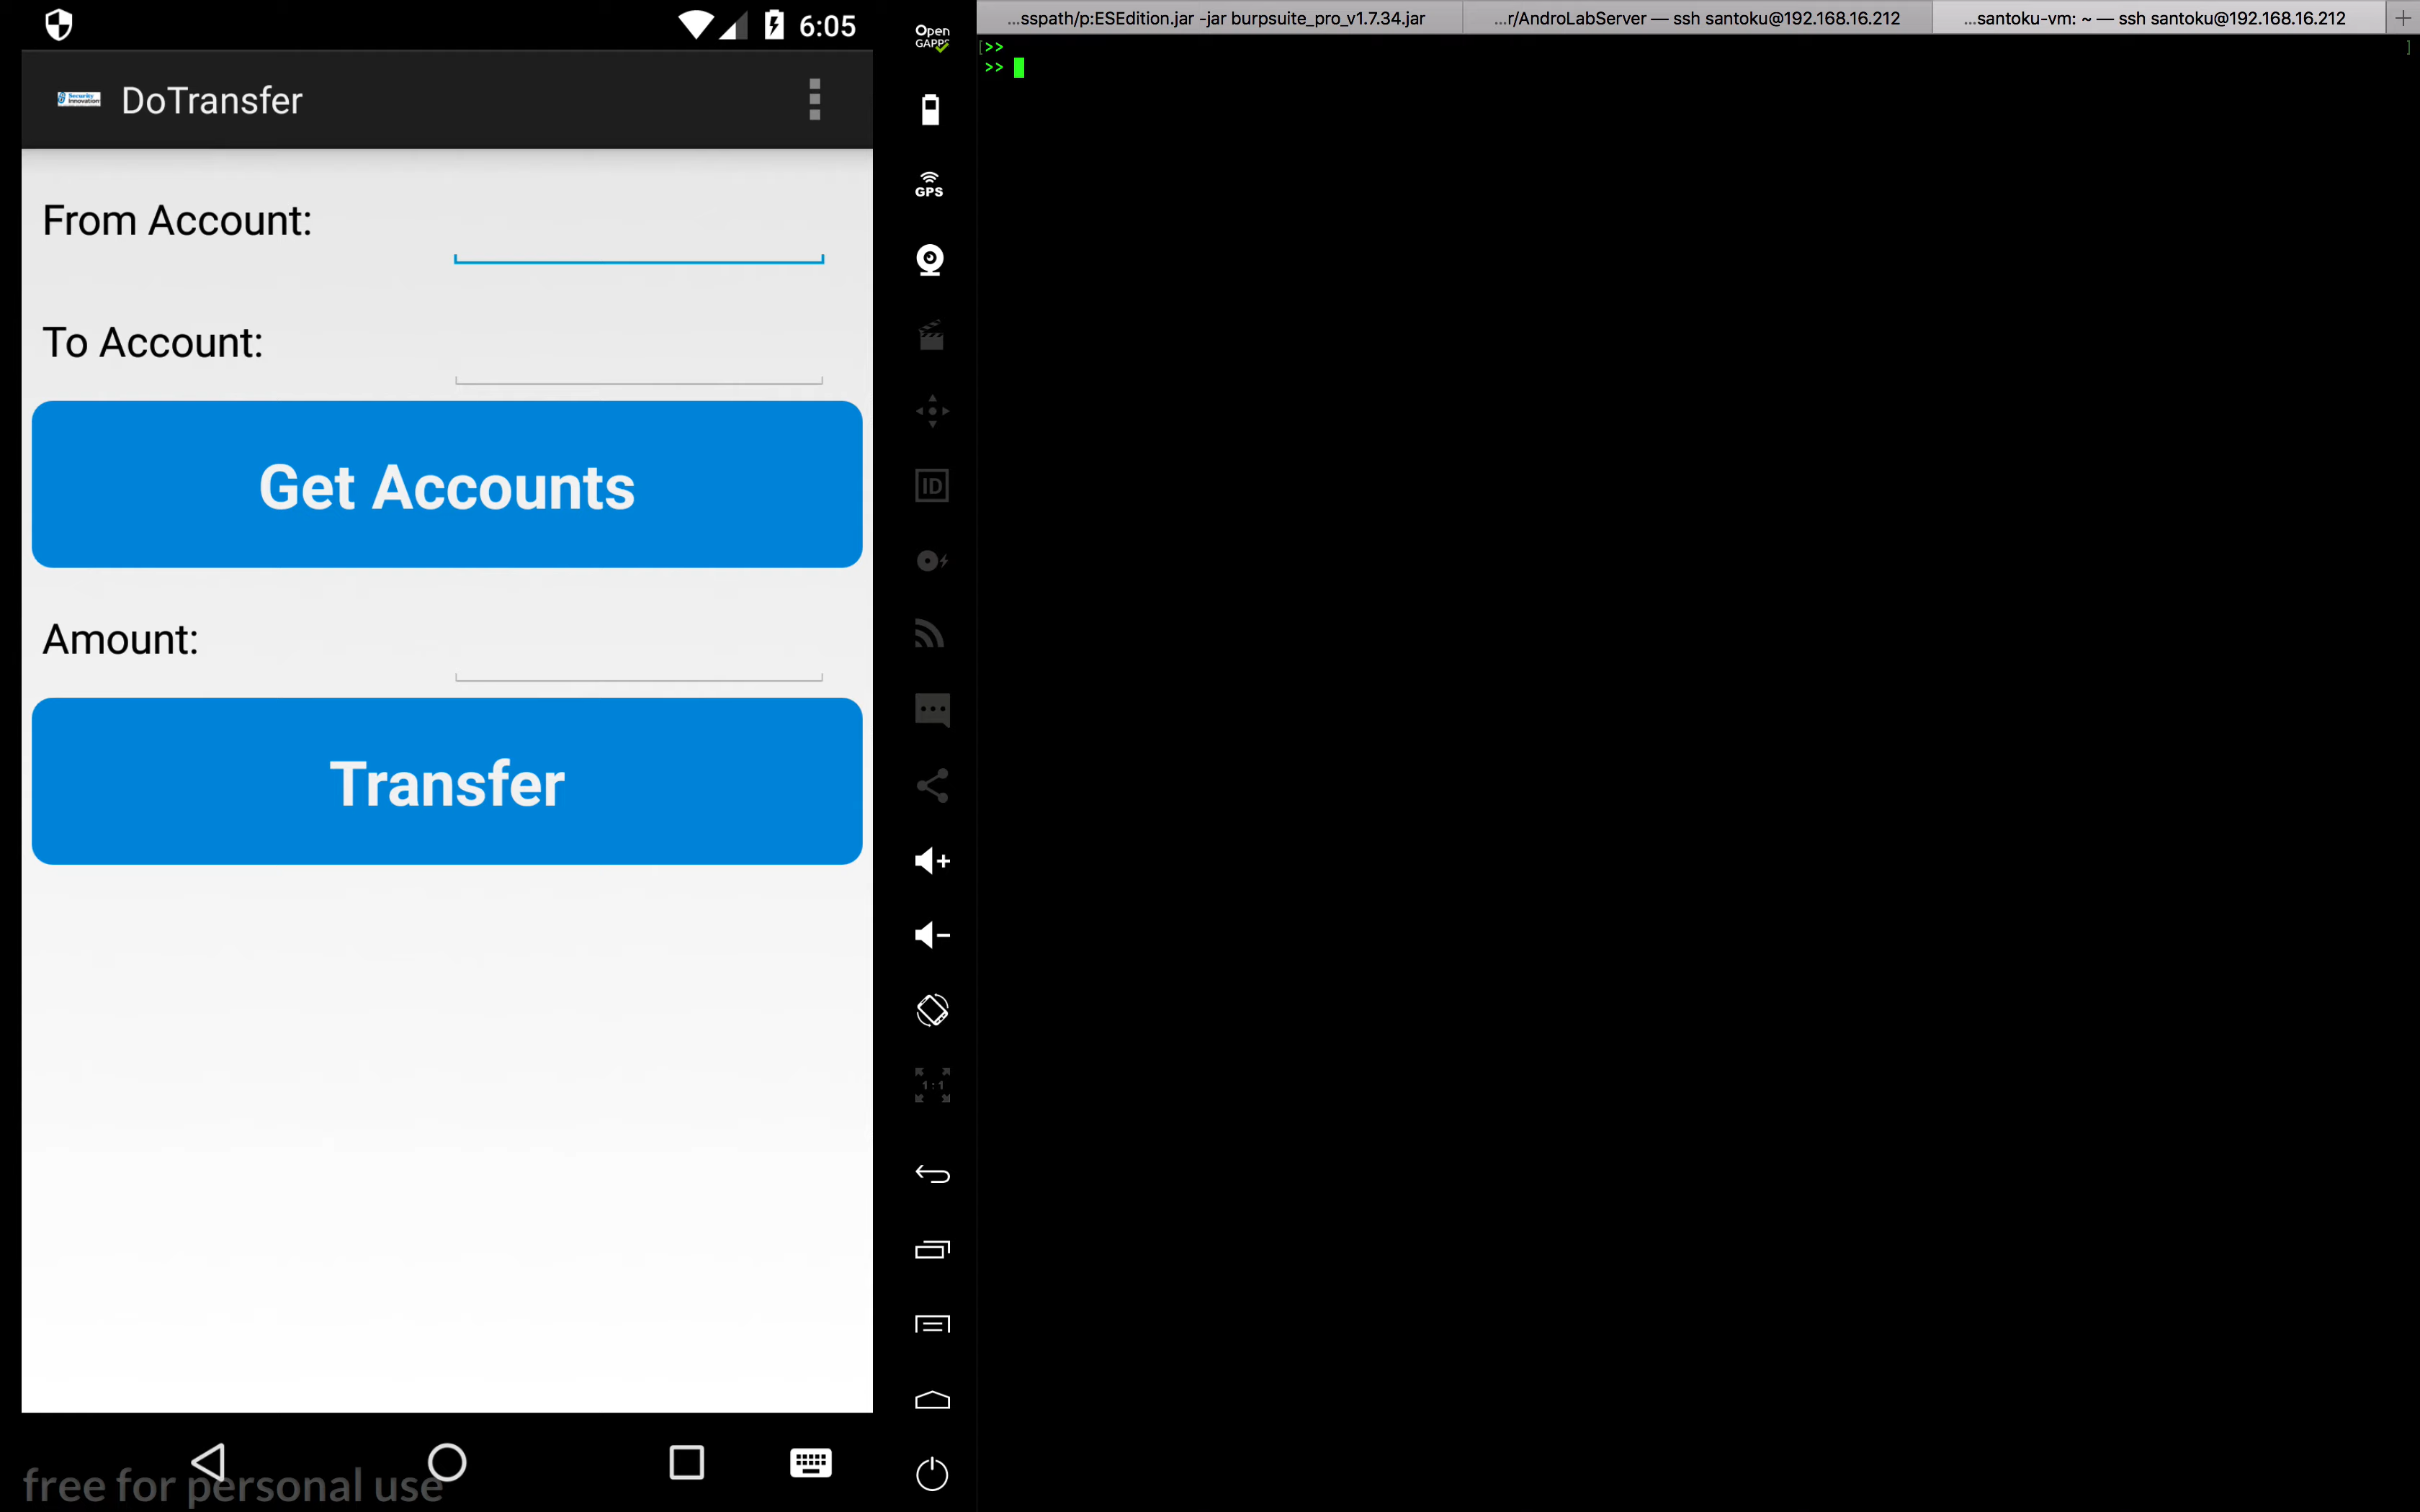 6:05
Security
Innovation
DoTransfer
From Account:
To Account:
Get Accounts
Amount:
Transfer
free for personal use
Open
GAPPS
GPS
ID
1:1
...sspath/p:ESEdition.jar -jar burpsuite_pro_v1.7.34.jar
...r/AndroLabServer — ssh santoku@192.168.16.212
...santoku-vm: ~ — ssh santoku@192.168.16.212
[>> ]
>>